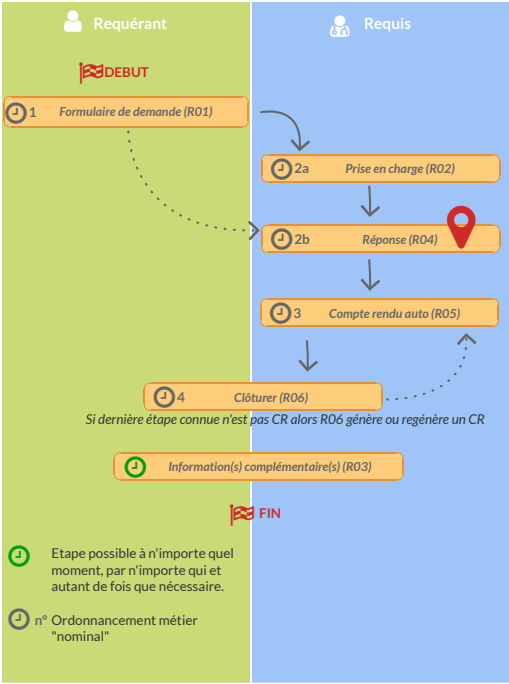 Requérant
Requis
DEBUT
1 Formulaire de demande (R01)
2a Prise en charge (R02)
2b Réponse (R04)
3 Compte rendu auto (R05)
4 Clôturer (R06)
Si dernière étape connue n'est pas CR alors R06 génère ou regénère un CR
Information(s) complémentaire(s) (R03)
FIN
Etape possible à n'importe quel
moment, par n'importe qui et
autant de fois que nécessaire.
n° Ordonnancement métier
"nominal"